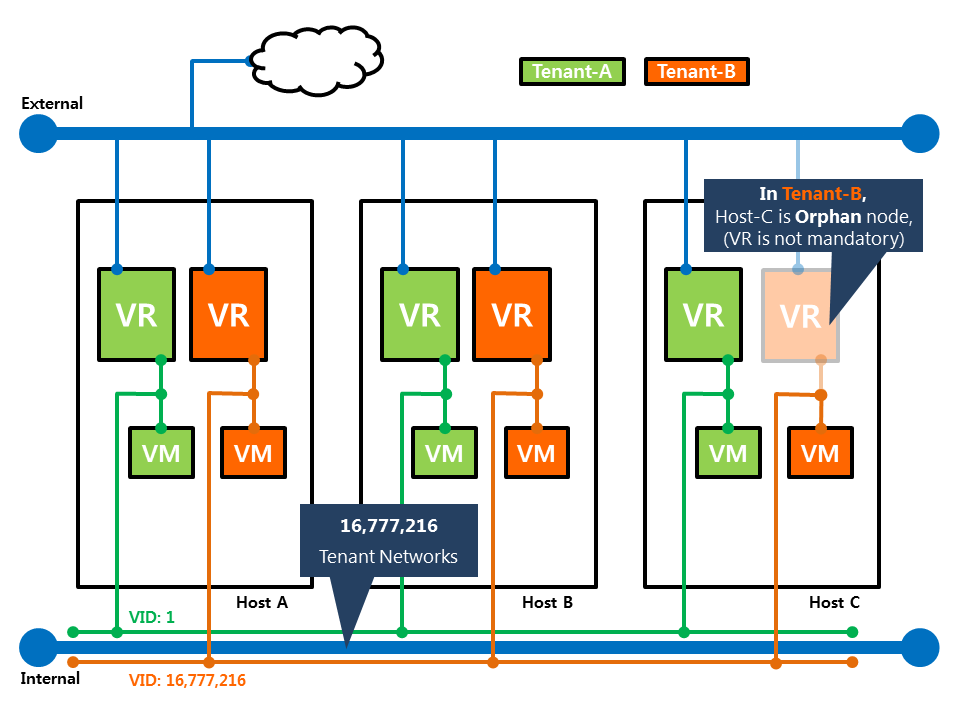 Tenant-A
Tenant-B
External
In Tenant-B,
Host-C is Orphan node,
(VR is not mandatory)
VR
VR
VR
VR
VR
VR
VM
VM
VM
VM
VM
VM
16,777,216
Tenant Networks
Host A
Host B
Host C
VID: 1
Internal
VID: 16,777,216